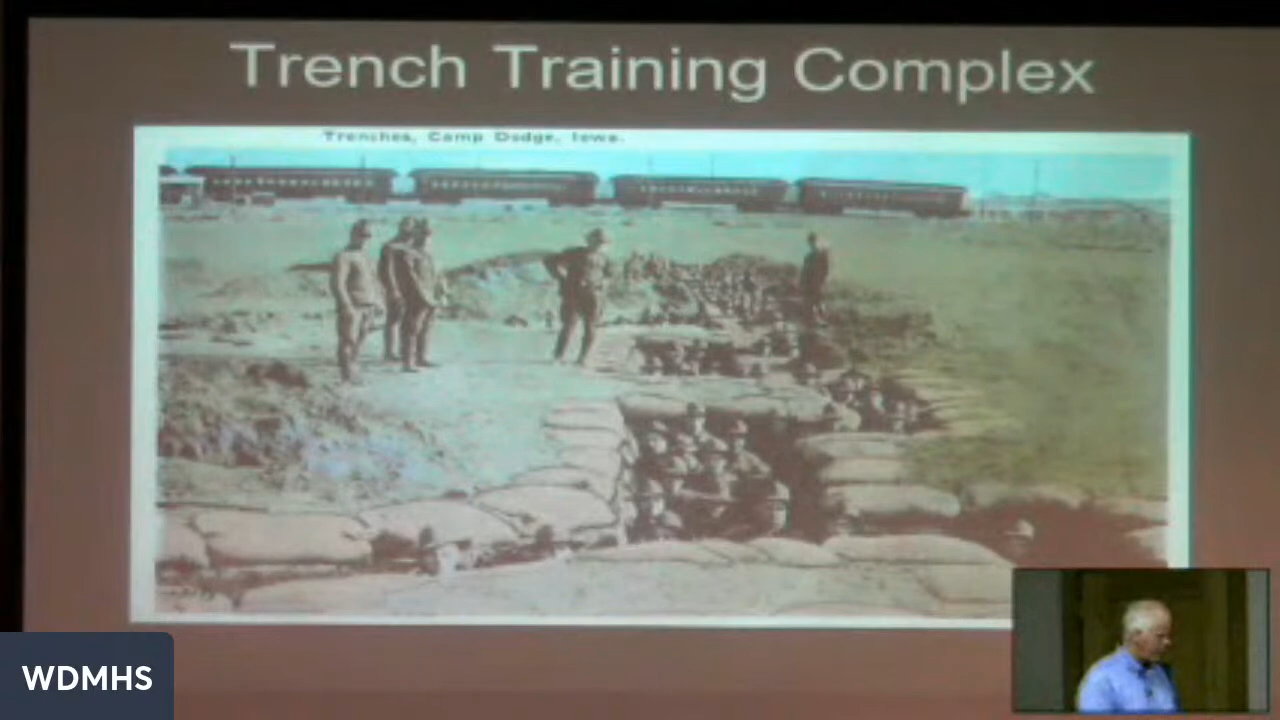 Trench Training Complex
Trenches, Camp Dodge, Iowa.
WDMHS